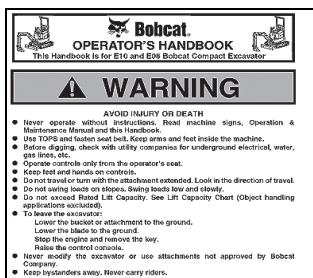 Bobcat.
OPERATOR'S HANDBOOK
This Handbook is for E10 and E08 Bobcat Compact Excavator
WARNING
AVOID INJURY OR DEATH
● Never operate without instructions. Read machine signs, Operation &
Maintenance Manual and this Handbook.
● Use TOPS and fasten seat belt. Keep arms and feet inside the machine.
● Before digging, check with utility companies for underground electrical, water,
gas lines, etc.
● Operate controls only from the operator's seat.
● Keep feet and hands on controls.
● Do not travel or turn with the attachment extended. Look in the direction of travel.
● Do not swing loads on slopes. Swing loads low and slowly.
● Do not exceed Rated Lift Capacity. See Lift Capacity Chart (Object handling
applications excluded).
● To leave the excavator:
Lower the bucket or attachment to the ground.
Lower the blade to the ground.
Stop the engine and remove the key.
Raise the control console.
● Never modify the excavator or use attachments not approved by Bobcat
Company.
● Keep bystanders away. Never carry riders.